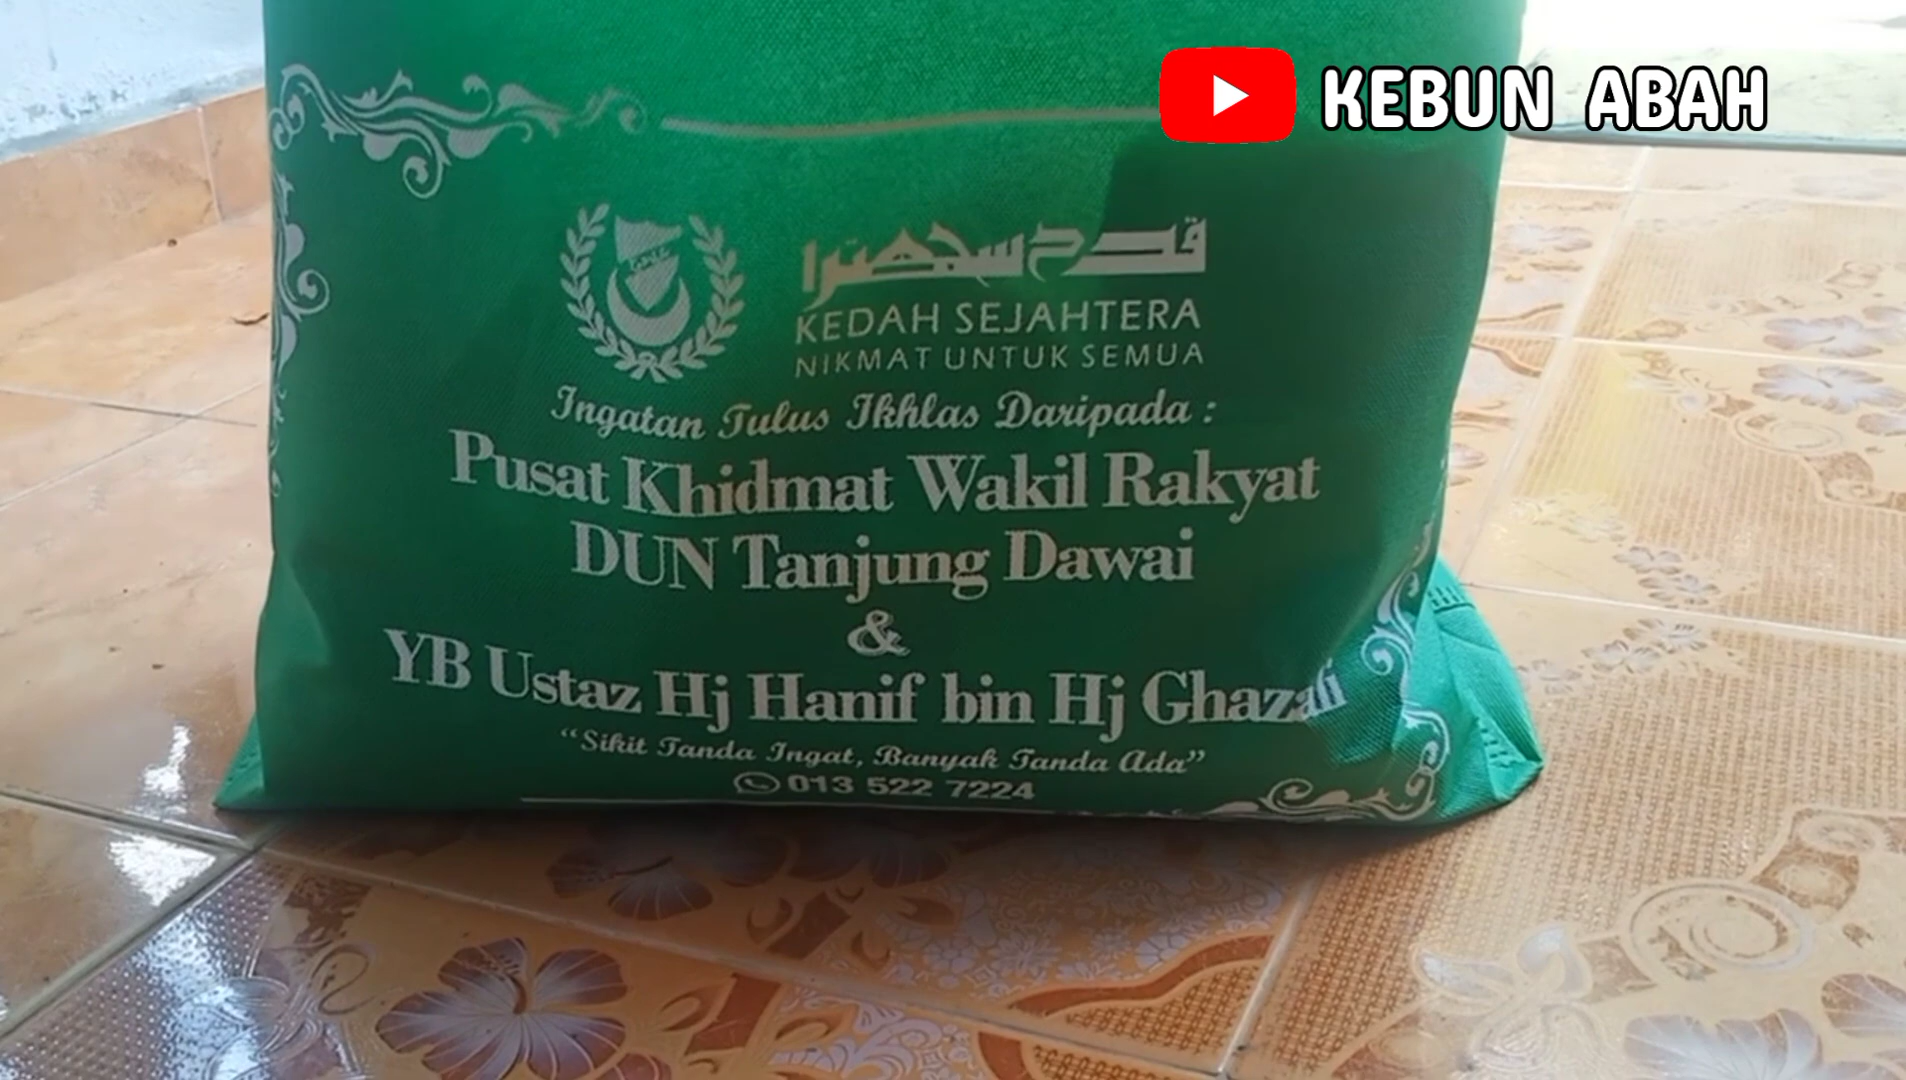 KEBUN ABAH
قدح سجهترا
KEDAH SEJAHTERA
NIKMAT UNTUK SEMUA
Ingatan Tulus Ikhlas Daripada :
Pusat Khidmat Wakil Rakyat
DUN Tanjung Dawai
&
YB Ustaz Hj Hanif bin Hj Ghazali
“Sikit Tanda Ingat, Banyak Tanda Ada”
013 522 7224